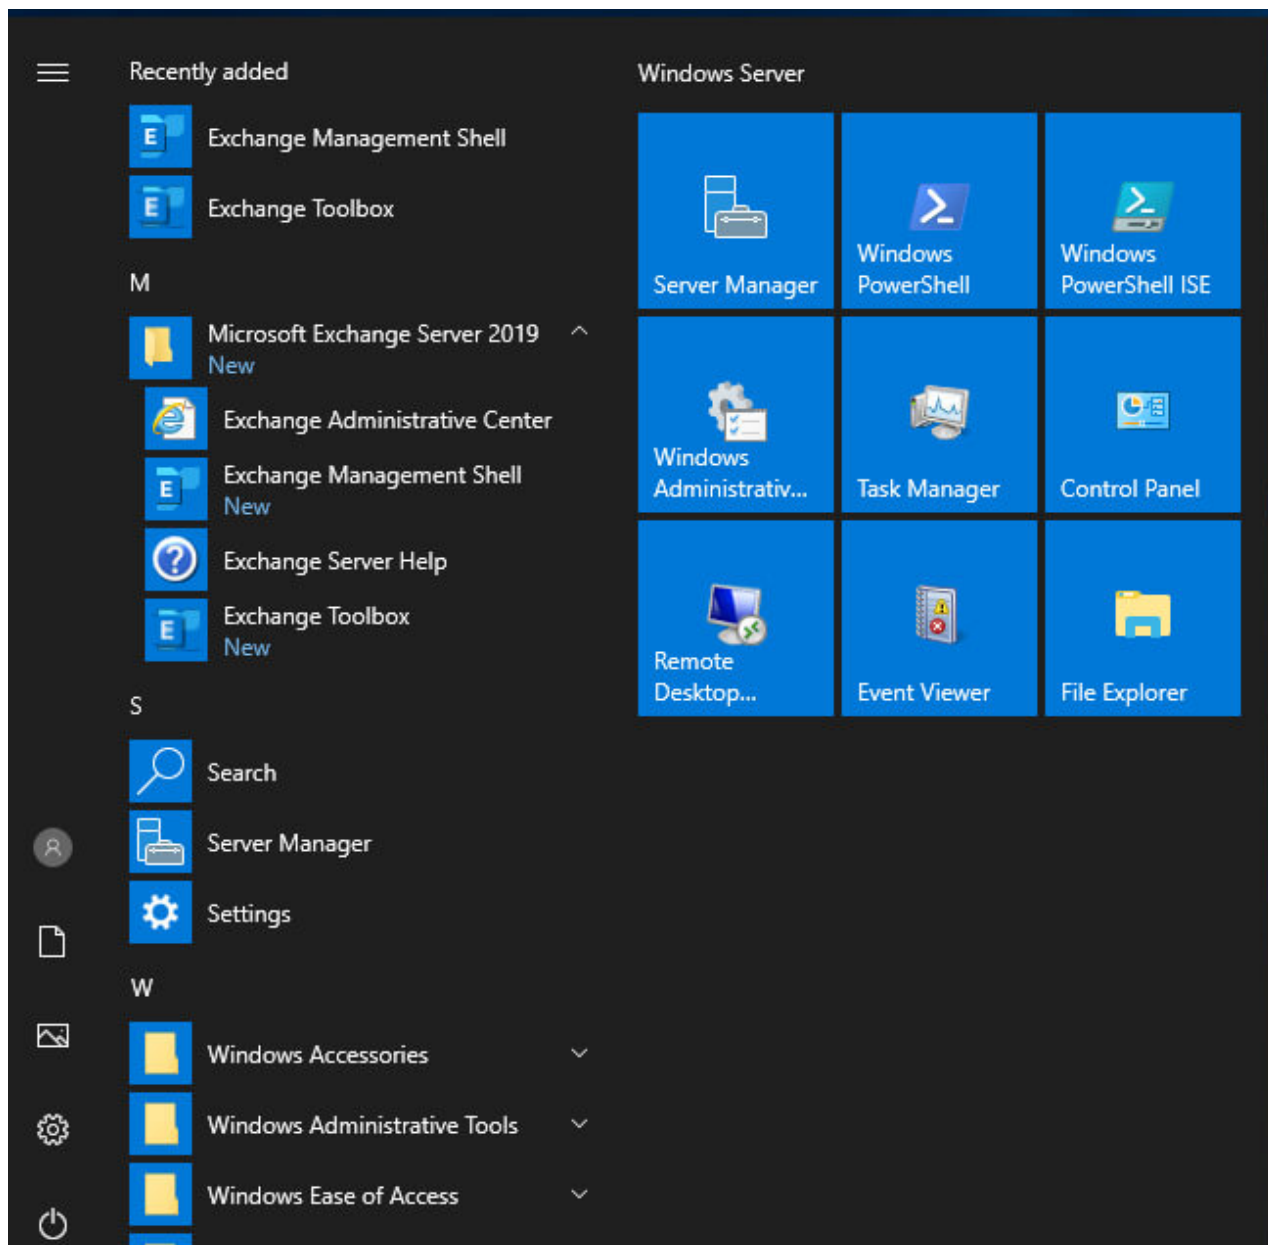 Recently added
Exchange Management Shell
Exchange Toolbox
M
Microsoft Exchange Server 2019
New
Exchange Administrative Center
Exchange Management Shell
New
Exchange Server Help
Exchange Toolbox
New
S
Search
Server Manager
Settings
W
Windows Accessories
Windows Administrative Tools
Windows Ease of Access
Windows Server
Server Manager
Windows
PowerShell
Windows
PowerShell ISE
Windows
Administrativ...
Task Manager
Control Panel
Remote
Desktop...
Event Viewer
File Explorer